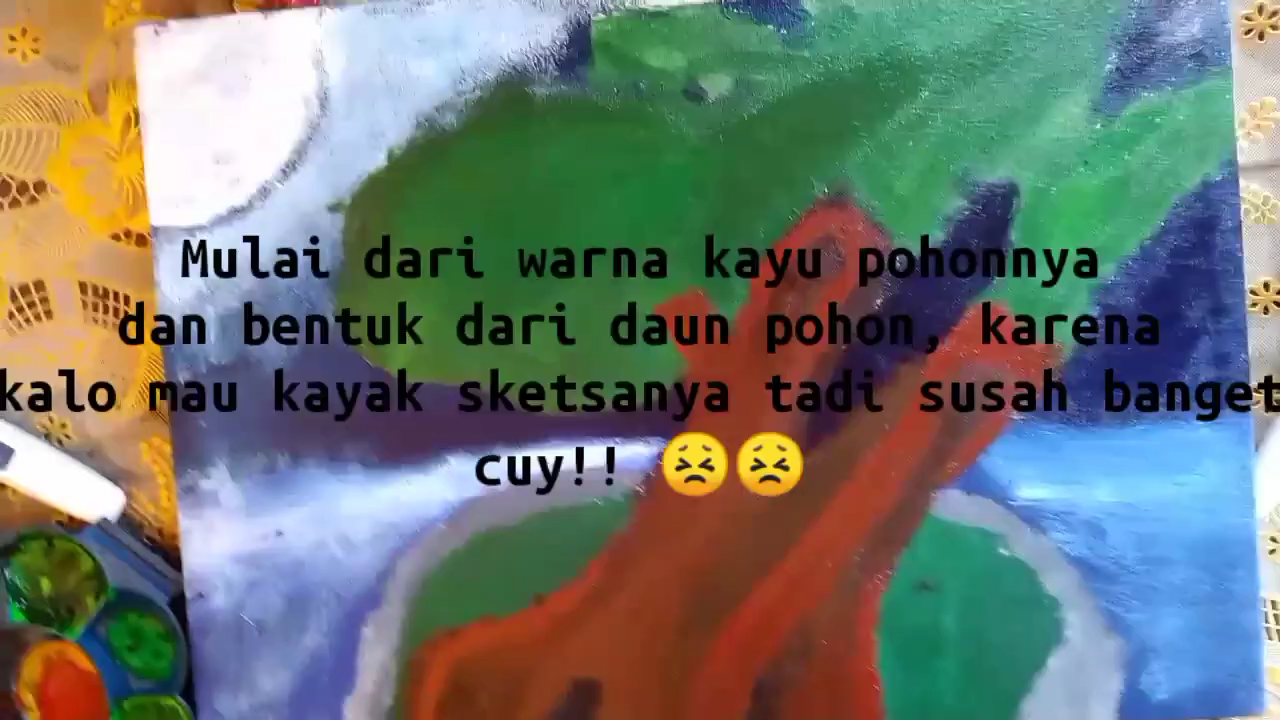 Mulai dari warna kayu pohonnya
dan bentuk dari daun pohon, karena
kalo mau kayak sketsanya tadi susah banget
cuy!! 😣😣